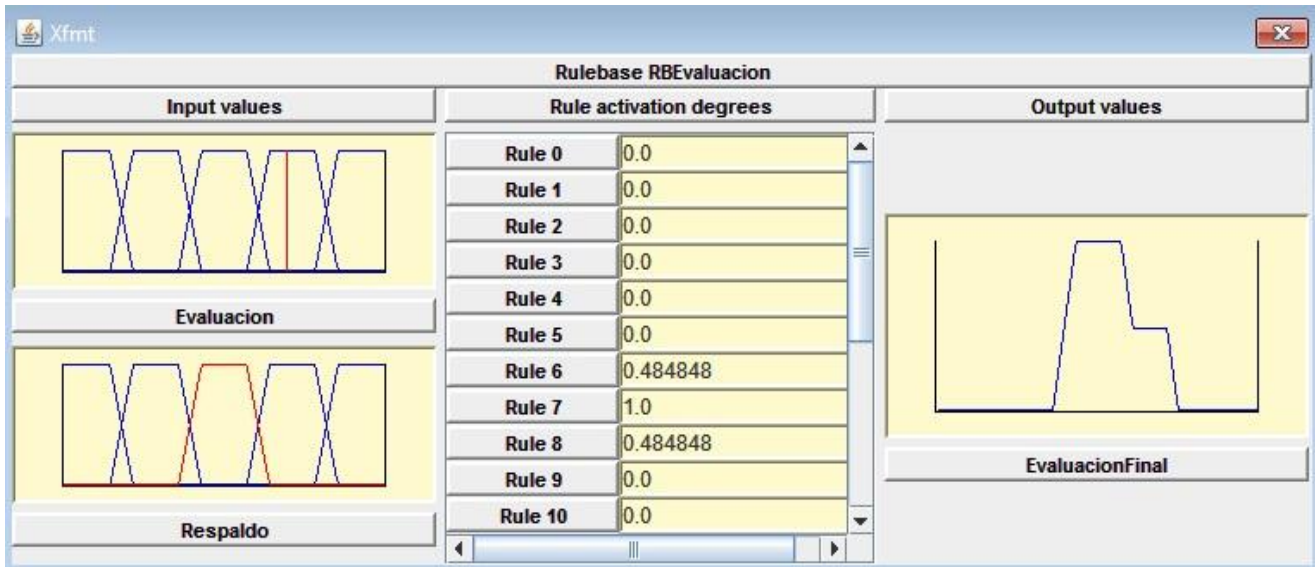 Xfmt
Rulebase RBEvaluacion
Input values
Rule activation degrees
Output values
Evaluacion
Respaldo
Rule 0 0.0
Rule 1 0.0
Rule 2 0.0
Rule 3 0.0
Rule 4 0.0
Rule 5 0.0
Rule 6 0.484848
Rule 7 1.0
Rule 8 0.484848
Rule 9 0.0
Rule 10 0.0
EvaluacionFinal